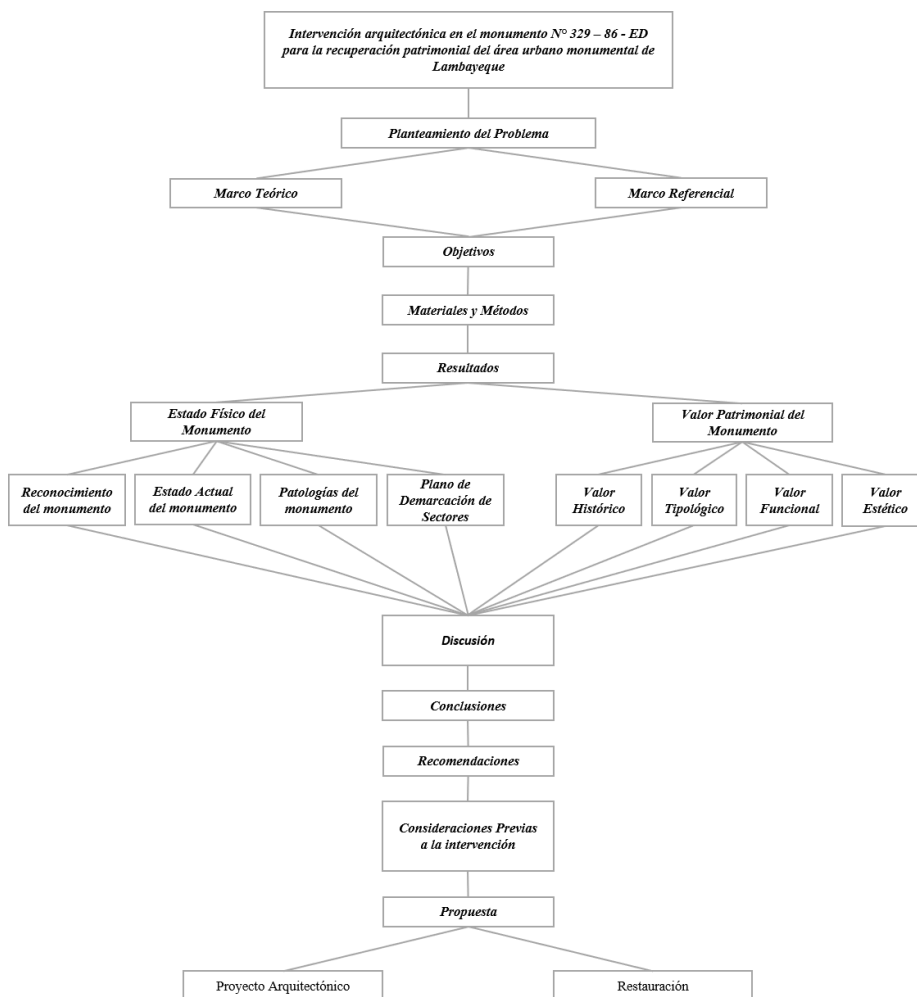 Intervención arquitectónica en el monumento N° 329 – 86 - ED
para la recuperación patrimonial del área urbano monumental de
Lambayeque
Planteamiento del Problema
Marco Teórico
Marco Referencial
Objetivos
Materiales y Métodos
Resultados
Estado Físico del
Monumento
Valor Patrimonial del
Monumento
Reconocimiento
del monumento
Estado Actual
del monumento
Patologías del
monumento
Plano de
Demarcación de
Sectores
Valor
Histórico
Valor
Tipológico
Valor
Funcional
Valor
Estético
Discusión
Conclusiones
Recomendaciones
Consideraciones Previas
a la intervención
Propuesta
Proyecto Arquitectónico
Restauración